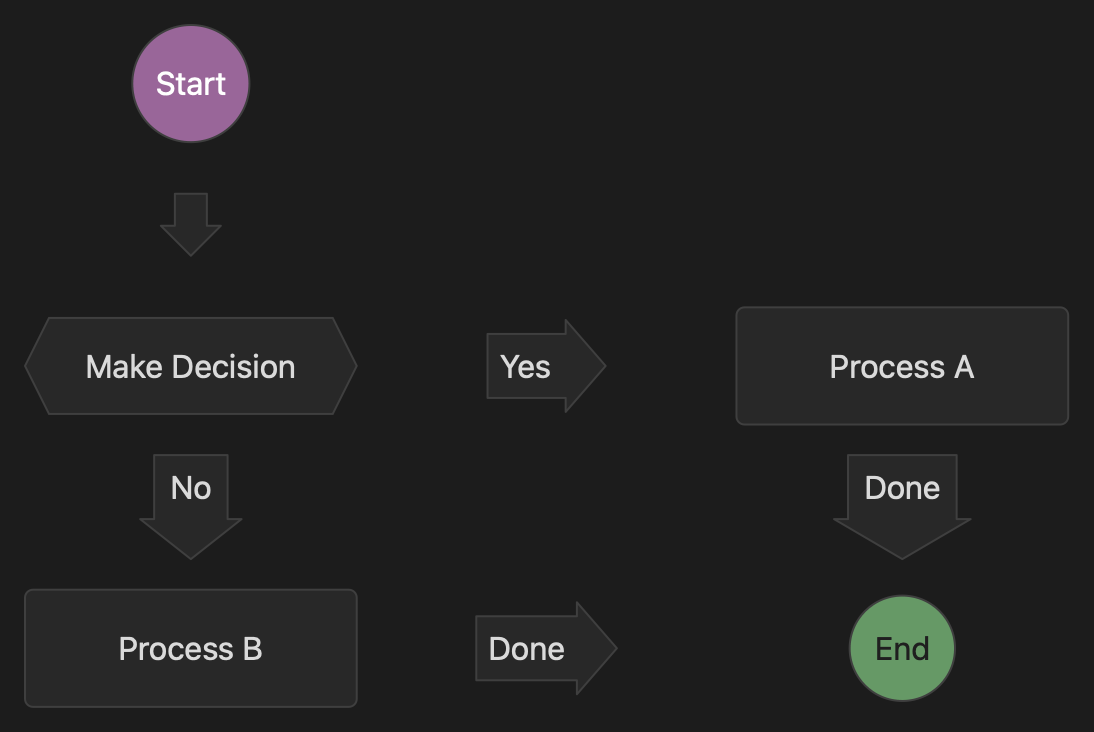 Start
Make Decision
Yes
Process A
No
Done
Process B
Done
End